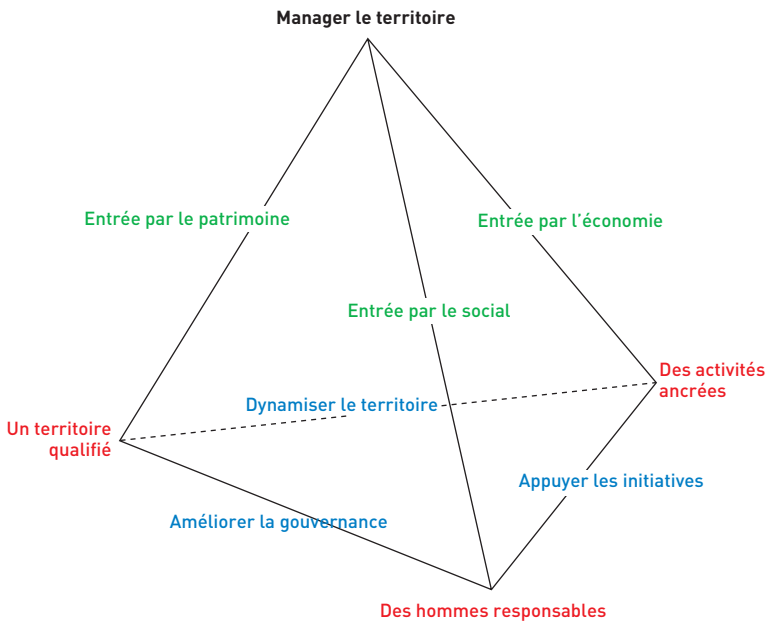 Manager le territoire
Entrée par le patrimoine
Entrée par l'économie
Entrée par le social
Des activités
ancrées
Dynamiser le territoire
Un territoire
qualifié
Appuyer les initiatives
Améliorer la gouvernance
Des hommes responsables